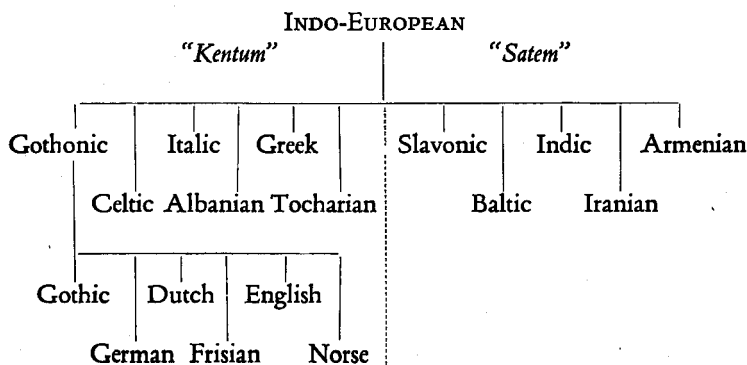 INDO-EUROPEAN
"Kentum" "Satem"
Gothonic Italic Greek Slavonic Indic Armenian
Celtic Albanian Tocharian Baltic Iranian
Gothic Dutch English
German Frisian Norse